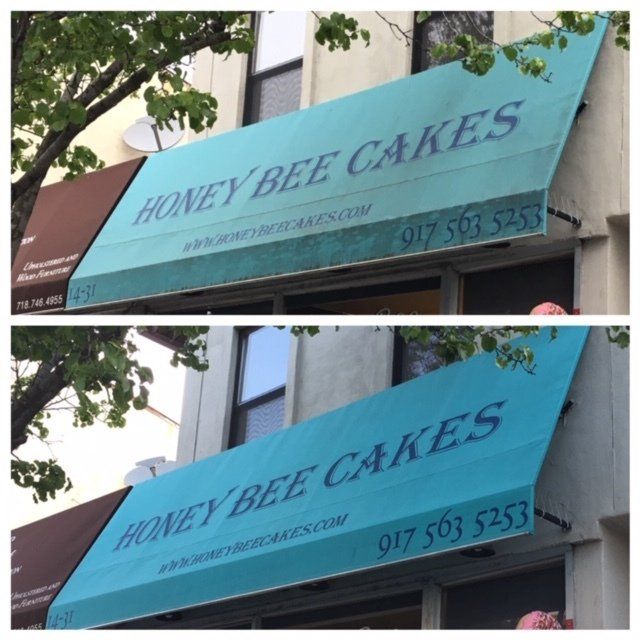 HONEY BEE CAKES
WWW.HONEYBEECAKES.COM
917 563 5253
14-31
UPHOLSTERED AND
WOOD FURNITURE
718.746.4955
HONEY BEE CAKES
WWW.HONEYBEECAKES.COM
917 563 5253
14-31
UPHOLSTERED AND
WOOD FURNITURE